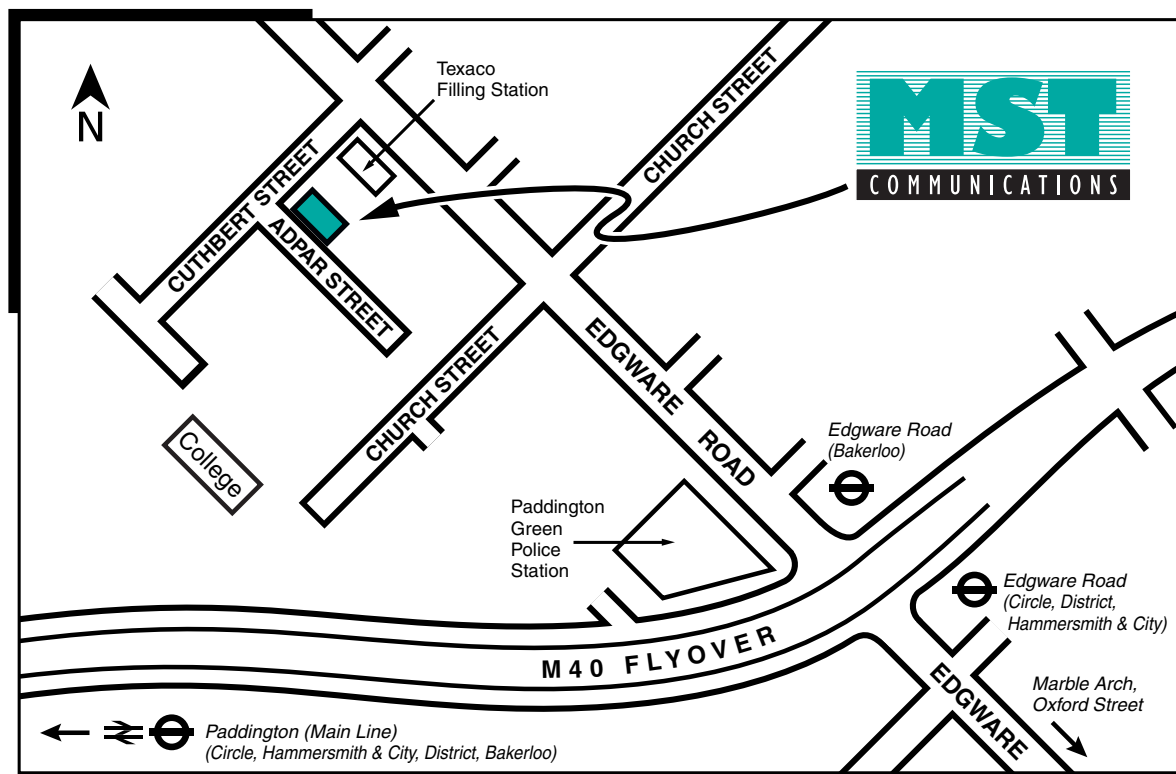 N
Texaco
Filling Station
CHURCH STREET
MST
COMMUNICATIONS
CUTHBERT STREET
ADPAR STREET
EDGWARE ROAD
CHURCH STREET
College
Edgware Road
(Bakerloo)
Paddington
Green
Police
Station
Edgware Road
(Circle, District,
Hammersmith & City)
M40 FLYOVER
EDGWARE
Marble Arch,
Oxford Street
Paddington (Main Line)
(Circle, Hammersmith & City, District, Bakerloo)